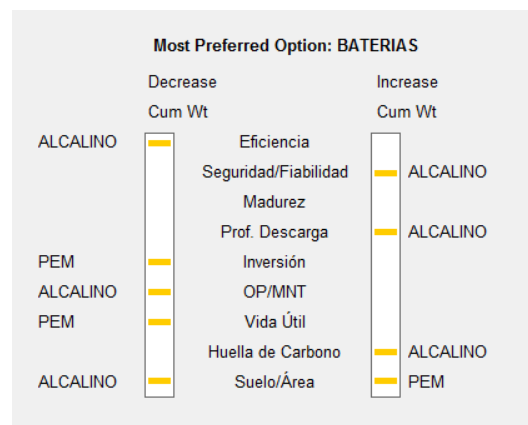 Most Preferred Option: BATERIAS
Decrease Increase
Cum Wt Cum Wt
ALCALINO Eficiencia
Seguridad/Fiabilidad ALCALINO
Madurez
Prof. Descarga ALCALINO
PEM Inversión
ALCALINO OP/MNT
PEM Vida Útil
Huella de Carbono ALCALINO
ALCALINO Suelo/Área PEM